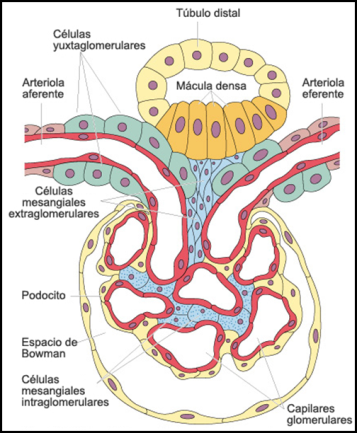 Túbulo distal
Células
yuxtaglomerulares
Arteriola
aferente
Mácula densa
Arteriola
eferente
Células
mesangiales
extraglomerulares
Podocito
Espacio de
Bowman
Células
mesangiales
intraglomerulares
Capilares
glomerulares